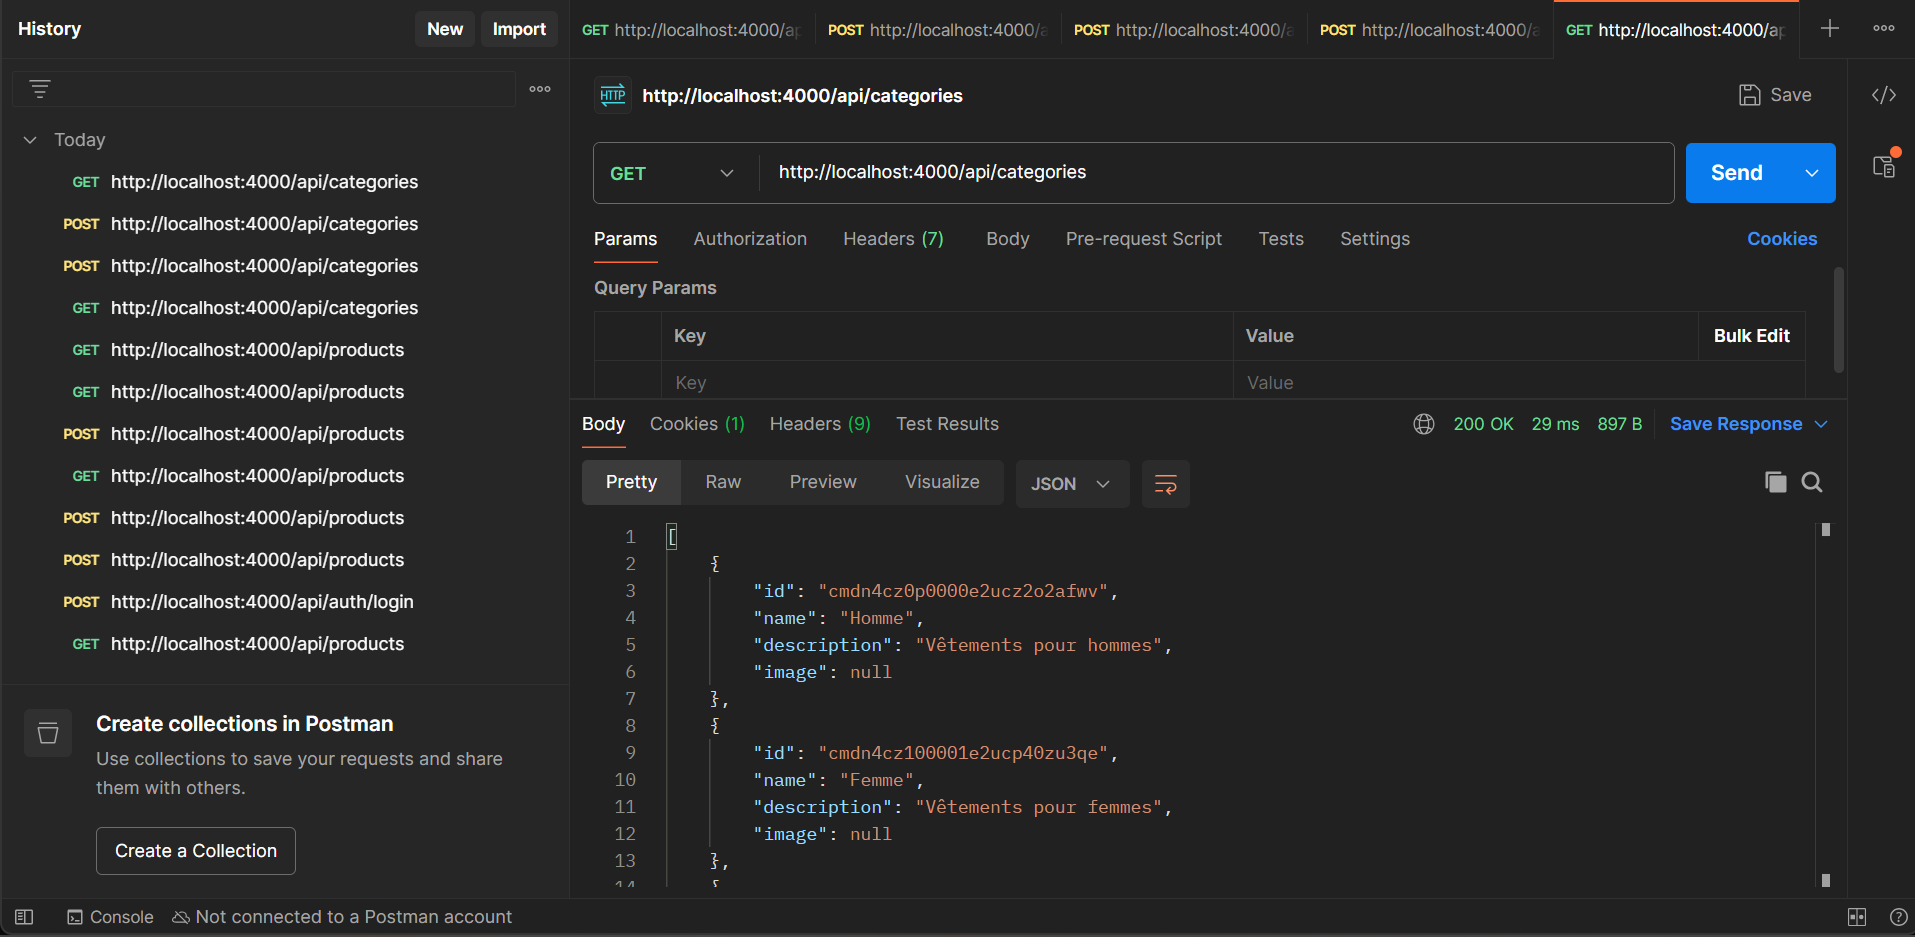 History
New
Import
Today
GET http://localhost:4000/api/categories
POST http://localhost:4000/api/categories
POST http://localhost:4000/api/categories
GET http://localhost:4000/api/categories
GET http://localhost:4000/api/products
GET http://localhost:4000/api/products
POST http://localhost:4000/api/products
GET http://localhost:4000/api/products
POST http://localhost:4000/api/products
POST http://localhost:4000/api/products
POST http://localhost:4000/api/auth/login
GET http://localhost:4000/api/products
Create collections in Postman
Use collections to save your requests and share
them with others.
Create a Collection
GET http://localhost:4000/ap
POST http://localhost:4000/a
POST http://localhost:4000/a
POST http://localhost:4000/a
GET http://localhost:4000/ap
HTTP http://localhost:4000/api/categories
Save
GET http://localhost:4000/api/categories
Send
Params Authorization Headers (7) Body Pre-request Script Tests Settings Cookies
Query Params
Key Value Bulk Edit
Key Value
Body Cookies (1) Headers (9) Test Results 200 OK 29 ms 897 B Save Response
Pretty Raw Preview Visualize JSON
1 [
2 {
3 "id": "cmdn4cz0p0000e2ucz2o2afwv",
4 "name": "Homme",
5 "description": "Vêtements pour hommes",
6 "image": null
7 },
8 {
9 "id": "cmdn4cz100001e2ucp40zu3qe",
10 "name": "Femme",
11 "description": "Vêtements pour femmes",
12 "image": null
13 },
14 {
Console Not connected to a Postman account